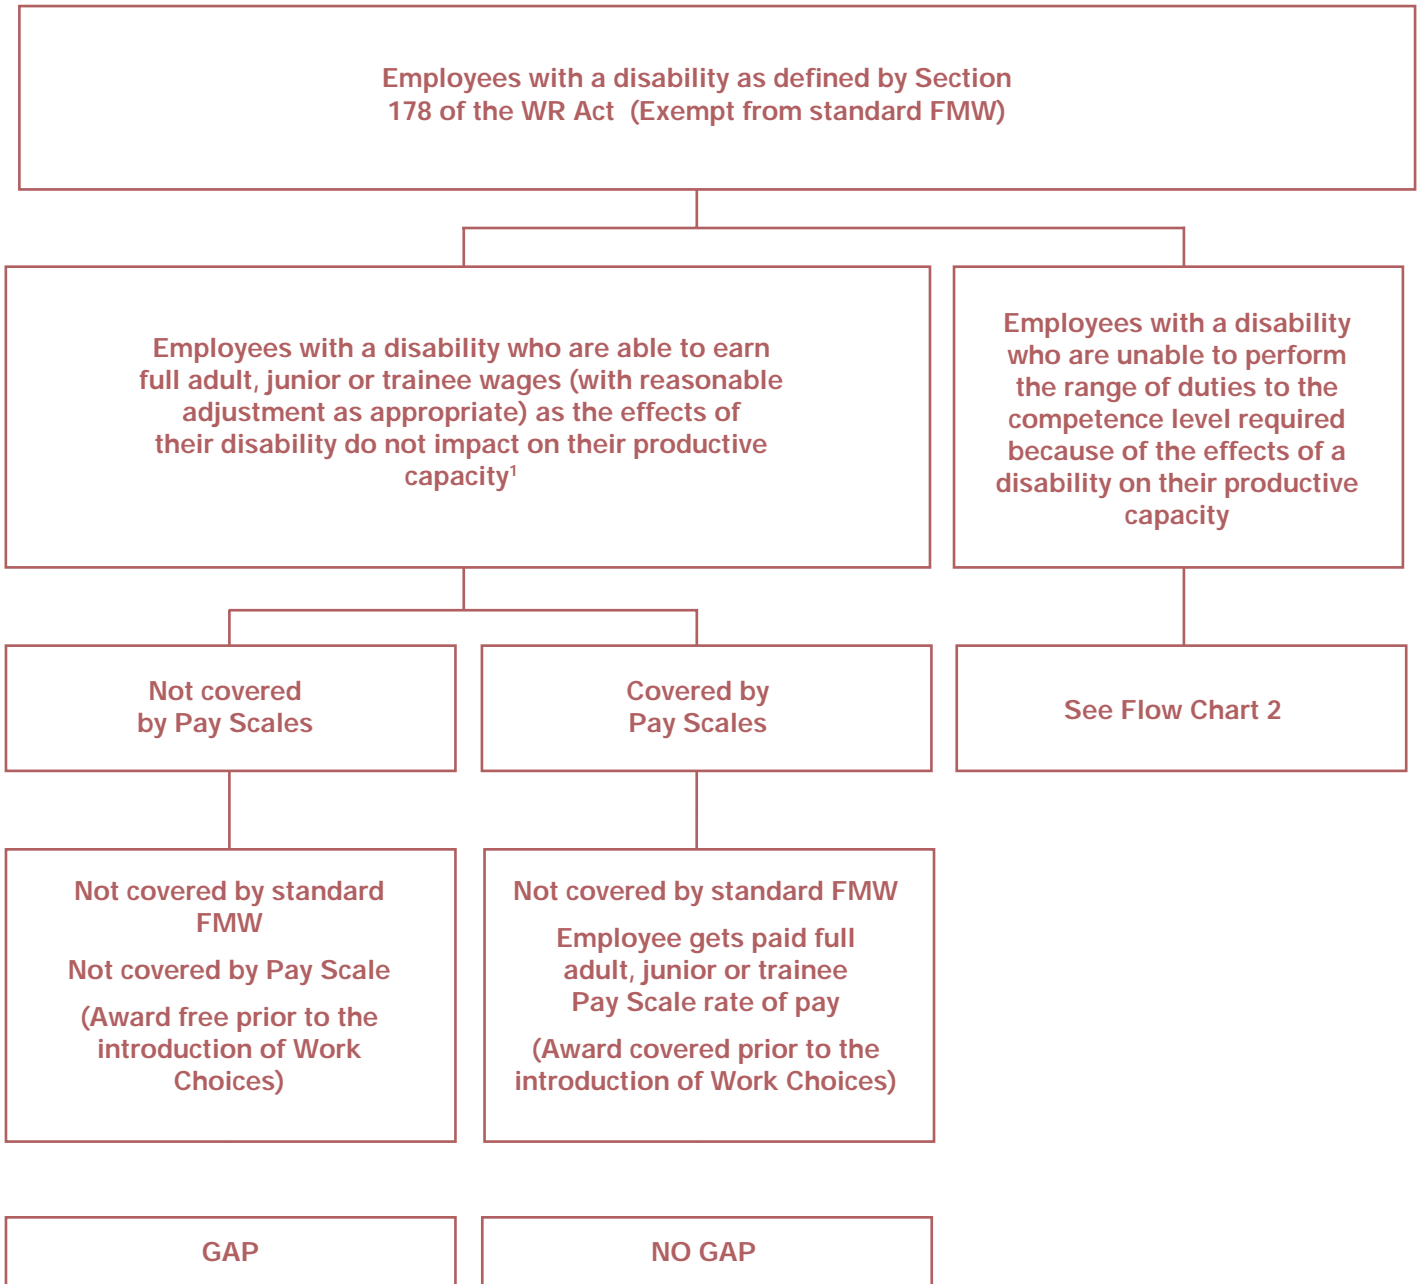 Employees with a disability as defined by Section
178 of the WR Act (Exempt from standard FMW)
Employees with a disability who are able to earn
full adult, junior or trainee wages (with reasonable
adjustment as appropriate) as the effects of
their disability do not impact on their productive
capacity¹
Employees with a disability
who are unable to perform
the range of duties to the
competence level required
because of the effects of a
disability on their productive
capacity
Not covered
by Pay Scales
Covered by
Pay Scales
See Flow Chart 2
Not covered by standard
FMW
Not covered by Pay Scale
(Award free prior to the
introduction of Work
Choices)
Not covered by standard FMW
Employee gets paid full
adult, junior or trainee
Pay Scale rate of pay
(Award covered prior to the
introduction of Work Choices)
GAP
NO GAP